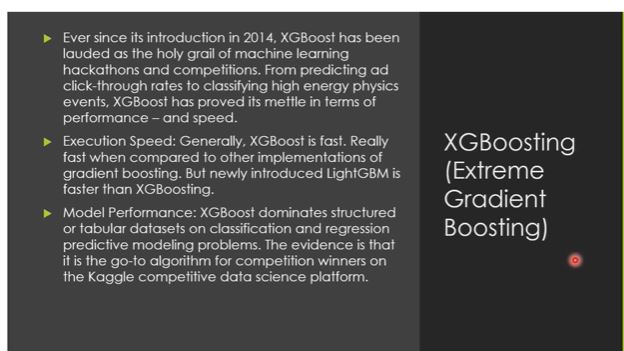 Ever since its introduction in 2014, XGBoost has been
lauded as the holy grail of machine learning
hackathons and competitions. From predicting ad
click-through rates to classifying high energy physics
events, XGBoost has proved its mettle in terms of
performance – and speed.
Execution Speed: Generally, XGBoost is fast. Really
fast when compared to other implementations of
gradient boosting. But newly introduced LightGBM is
faster than XGBoosting.
Model Performance: XGBoost dominates structured
or tabular datasets on classification and regression
predictive modeling problems. The evidence is that
it is the go-to algorithm for competition winners on
the Kaggle competitive data science platform.
XGBoosting
(Extreme
Gradient
Boosting)